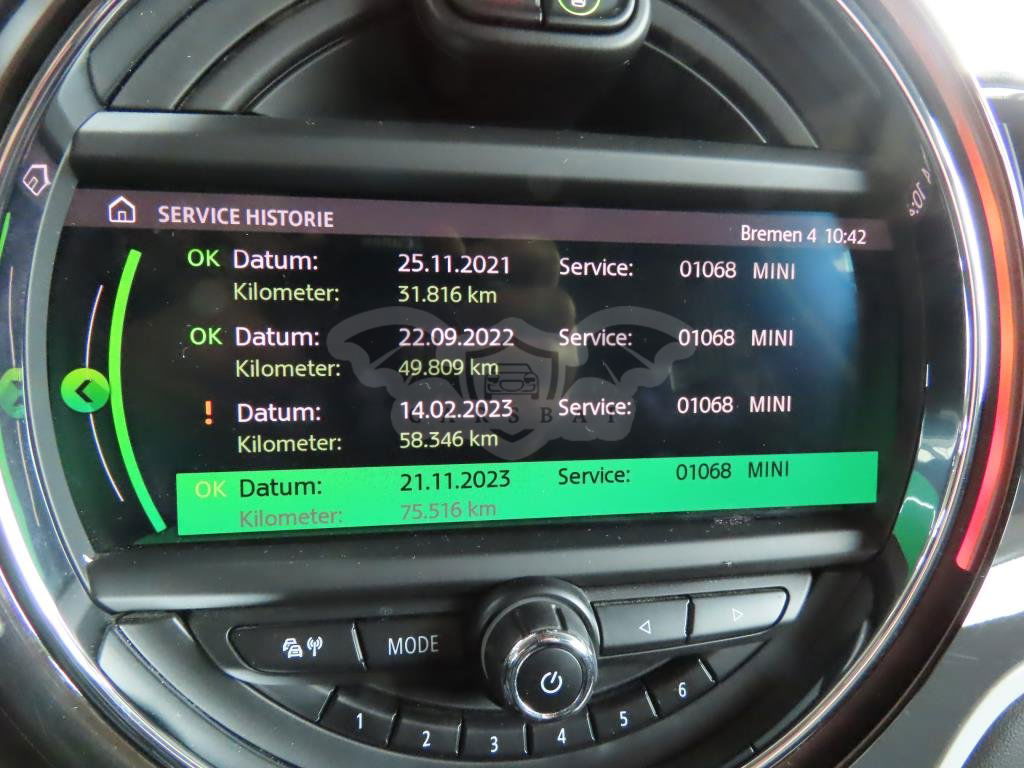 SERVICE HISTORIE
Bremen 4 10:42
OK Datum: 25.11.2021 Service: 01068 MINI
Kilometer: 31.816 km
OK Datum: 22.09.2022 Service: 01068 MINI
Kilometer: 49.809 km
! Datum: 14.02.2023 Service: 01068 MINI
Kilometer: 58.346 km
CARSBAT
OK Datum: 21.11.2023 Service: 01068 MINI
Kilometer: 75.516 km
MODE
1 2 3 4 5 6